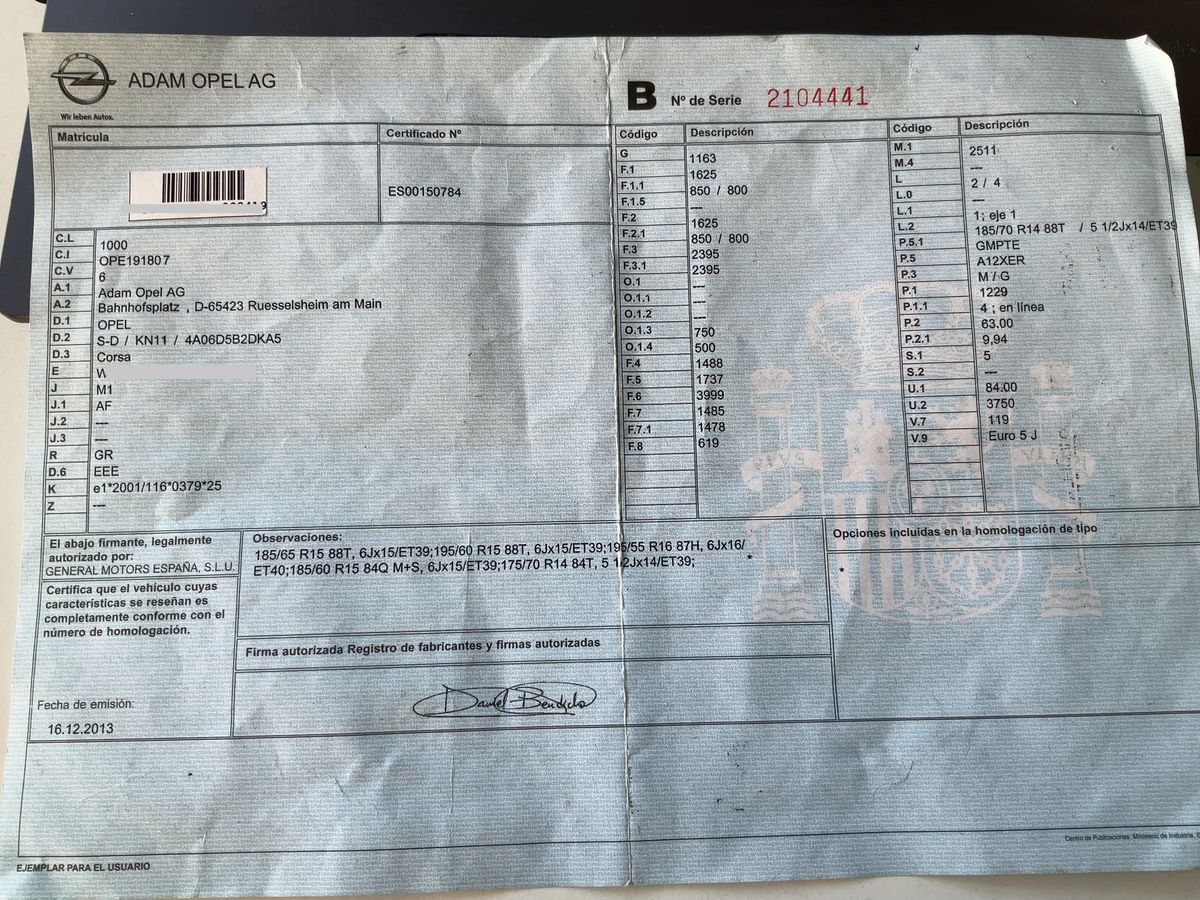 ADAM OPEL AG
Wir leben Autos.
B Nº de Serie 2104441
Matrícula
Certificado Nº
ES00150784
C.L 1000
C.I OPE191807
C.V 6
A.1 Adam Opel AG
A.2 Bahnhofsplatz , D-65423 Ruesselsheim am Main
D.1 OPEL
D.2 S-D / KN11 / 4A06D5B2DKA5
D.3 Corsa
E W
J M1
J.1 AF
J.2 ---
J.3 ---
R GR
D.6 EEE
K e1*2001/116*0379*25
Z ---
Código Descripción
G 1163
F.1 1625
F.1.1 850 / 800
F.1.5 ---
F.2 1625
F.2.1 850 / 800
F.3 2395
F.3.1 2395
O.1 ---
O.1.1 ---
O.1.2 ---
O.1.3 750
O.1.4 500
F.4 1488
F.5 1737
F.6 3999
F.7 1485
F.7.1 1478
F.8 619
Código Descripción
M.1 2511
M.4 ---
L 2 / 4
L.0 ---
L.1 1; eje 1
L.2 185/70 R14 88T / 5 1/2Jx14/ET39
P.5.1 GMPTE
P.5 A12XER
P.3 M / G
P.1 1229
P.1.1 4 ; en línea
P.2 63.00
P.2.1 9,94
S.1 5
S.2 ---
U.1 84.00
U.2 3750
V.7 119
V.9 Euro 5 J
El abajo firmante, legalmente
autorizado por:
GENERAL MOTORS ESPAÑA, S.L.U.
Certifica que el vehículo cuyas
características se reseñan es
completamente conforme con el
número de homologación.
Fecha de emisión:
16.12.2013
Observaciones:
185/65 R15 88T, 6Jx15/ET39;195/60 R15 88T, 6Jx15/ET39;195/55 R16 87H, 6Jx16/
ET40;185/60 R15 84Q M+S, 6Jx15/ET39;175/70 R14 84T, 5 1/2Jx14/ET39; *
Firma autorizada Registro de fabricantes y firmas autorizadas
Opciones incluidas en la homologación de tipo
*
EJEMPLAR PARA EL USUARIO
Centro de Publicaciones. Ministerio de Industria,